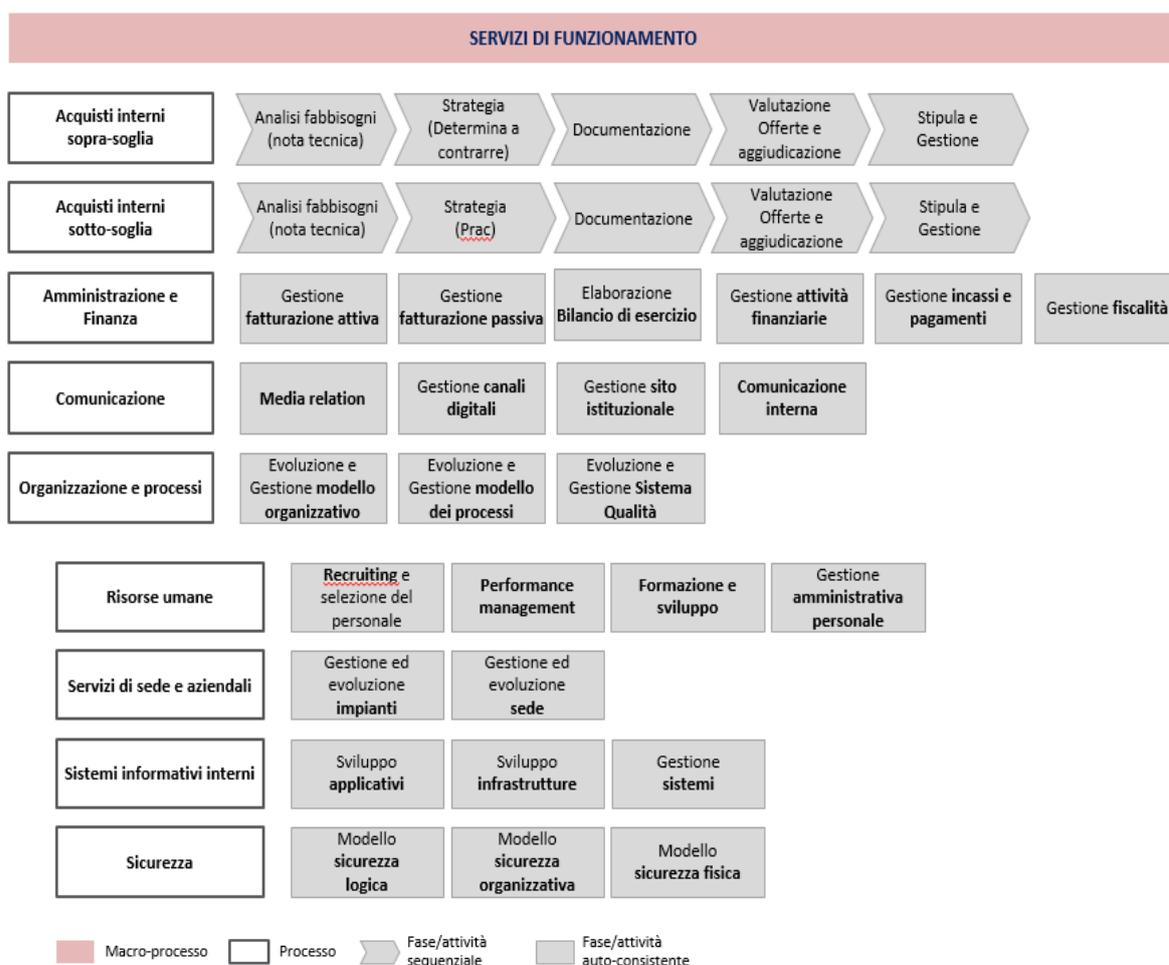 SERVIZI DI FUNZIONAMENTO
Acquisti interni
sopra-soglia
Analisi fabbisogni
(nota tecnica)
Strategia
(Determina a
contrarre)
Documentazione
Valutazione
Offerte e
aggiudicazione
Stipula e
Gestione
Acquisti interni
sotto-soglia
Analisi fabbisogni
(nota tecnica)
Strategia
(Prac)
Documentazione
Valutazione
Offerte e
aggiudicazione
Stipula e
Gestione
Amministrazione e
Finanza
Gestione
fatturazione attiva
Gestione
fatturazione passiva
Elaborazione
Bilancio di esercizio
Gestione attività
finanziarie
Gestione incassi e
pagamenti
Gestione fiscalità
Comunicazione
Media relation
Gestione canali
digitali
Gestione sito
istituzionale
Comunicazione
interna
Organizzazione e processi
Evoluzione e
Gestione modello
organizzativo
Evoluzione e
Gestione modello
dei processi
Evoluzione e
Gestione Sistema
Qualità
Risorse umane
Recruiting e
selezione del
personale
Performance
management
Formazione e
sviluppo
Gestione
amministrativa
personale
Servizi di sede e aziendali
Gestione ed
evoluzione
impianti
Gestione ed
evoluzione
sede
Sistemi informativi interni
Sviluppo
applicativi
Sviluppo
infrastrutture
Gestione
sistemi
Sicurezza
Modello
sicurezza
logica
Modello
sicurezza
organizzativa
Modello
sicurezza fisica
Macro-processo
Processo
Fase/attività
sequenziale
Fase/attività
auto-consistente